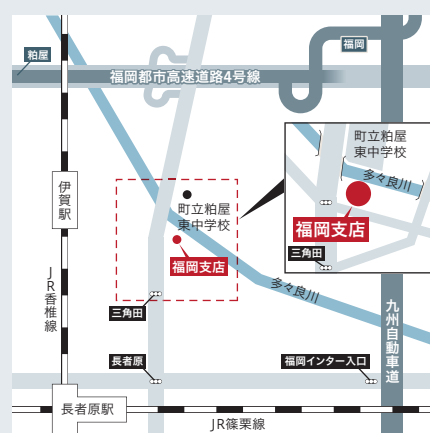 福岡
粕屋
福岡都市高速道路4号線
町立粕屋
東中学校
多々良川
福岡支店
三角田
伊賀駅
町立粕屋
東中学校
福岡支店
多々良川
三角田
JR香椎線
九州自動車道
長者原
福岡インター入口
長者原駅
JR篠栗線